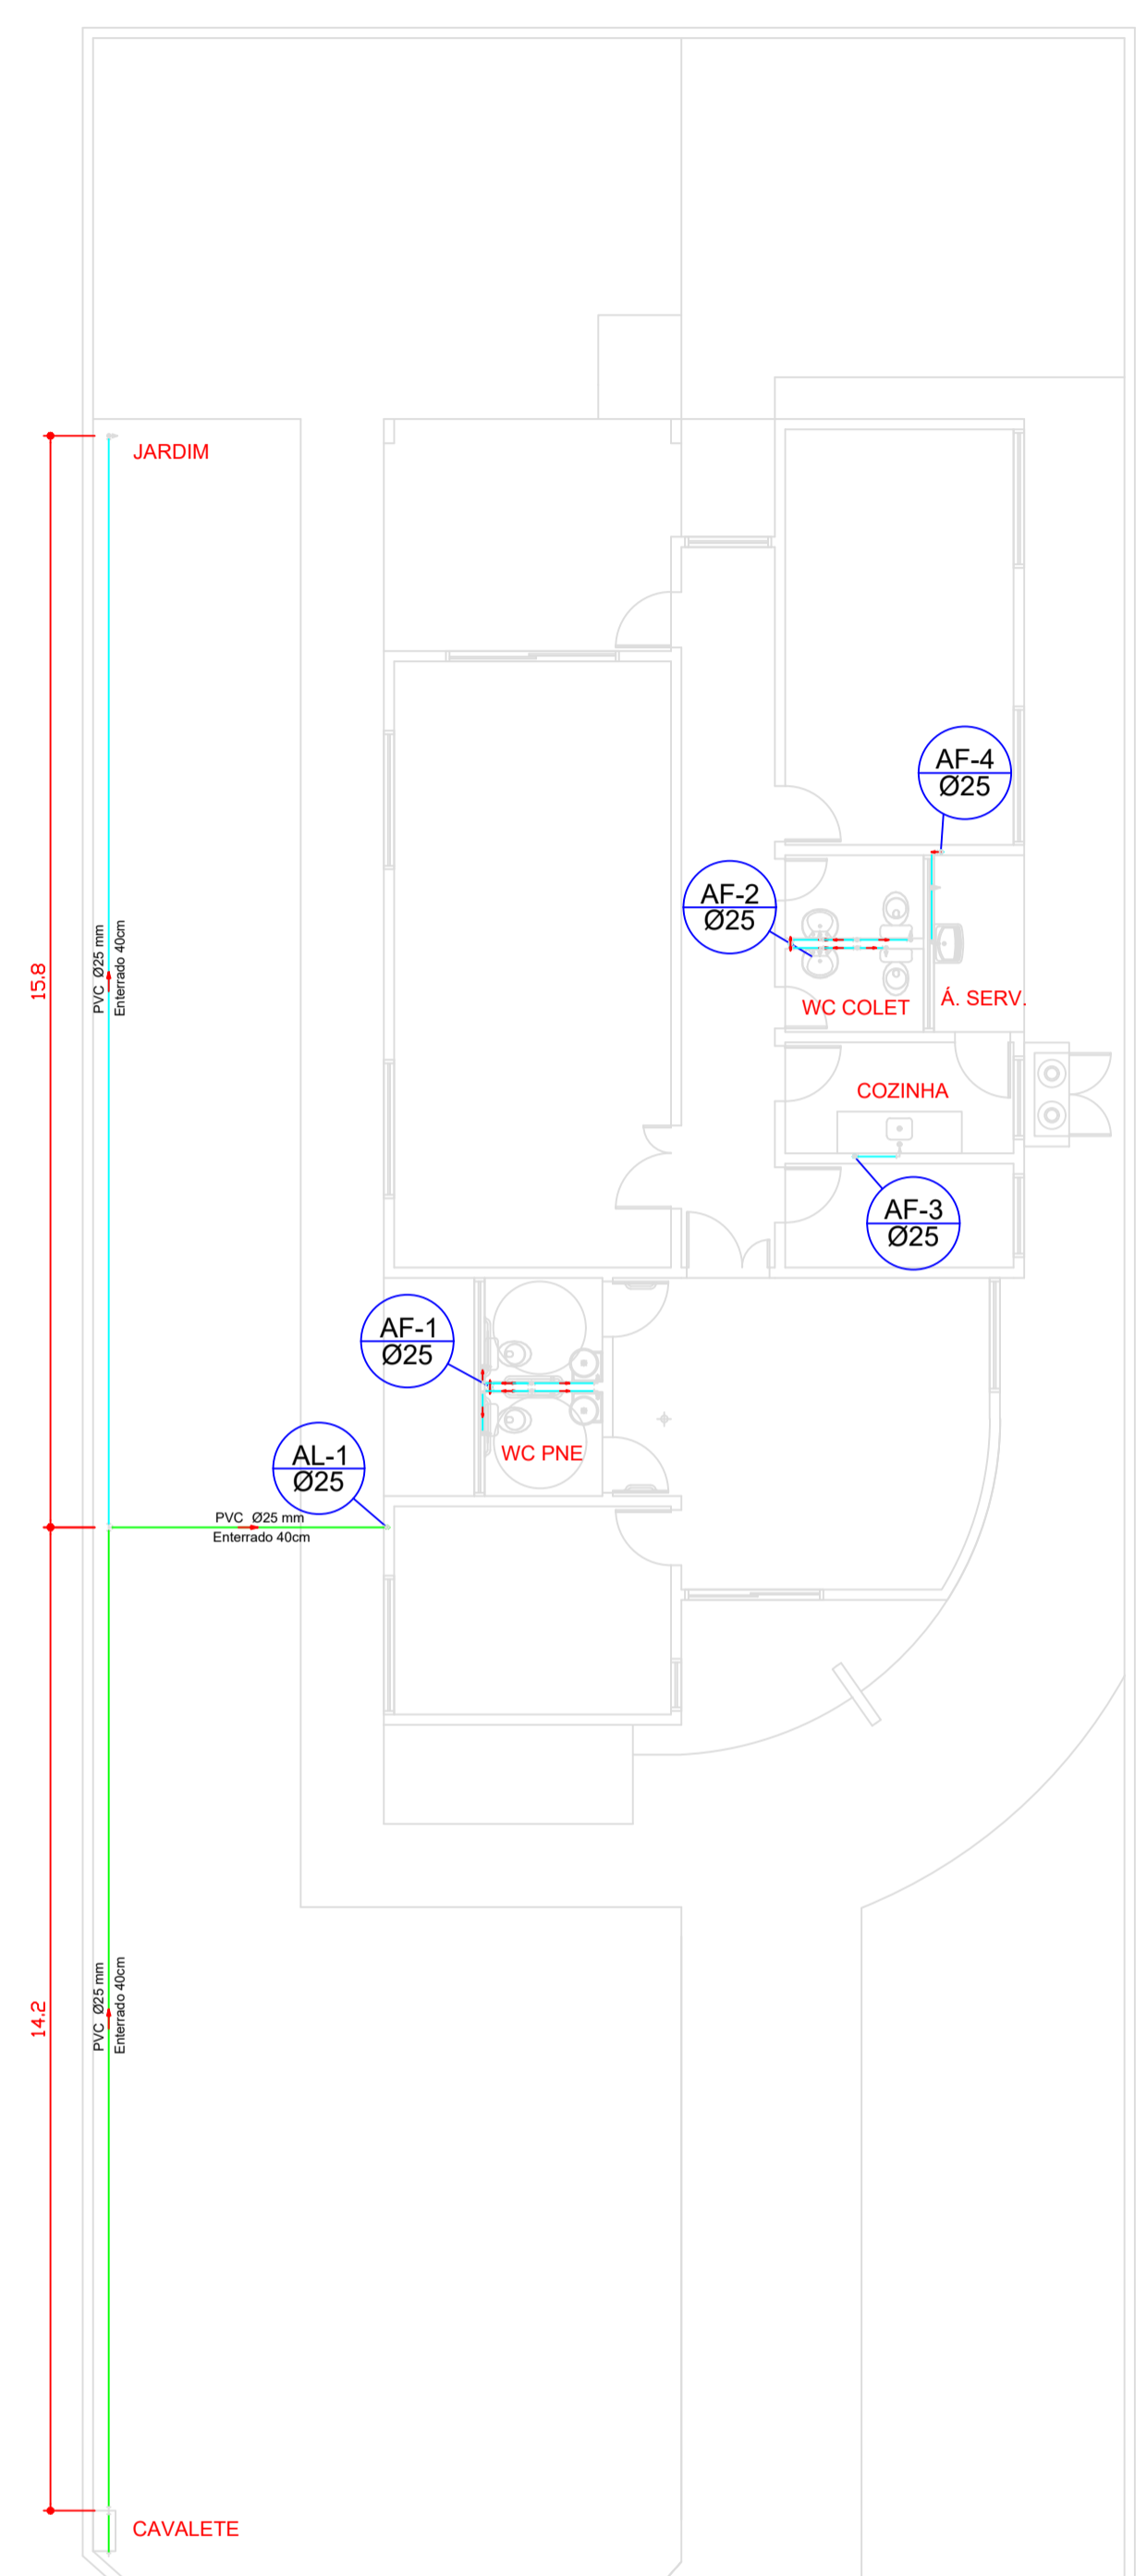 JARDIM
AF-4
Ø25
AF-2
Ø25
15.8
PVC Ø25 mm
Enterrado 40cm
WC COLET
Á. SERV.
COZINHA
AF-3
Ø25
AF-1
Ø25
WC PNE
AL-1
Ø25
PVC Ø25 mm
Enterrado 40cm
14.2
PVC Ø25 mm
Enterrado 40cm
CAVALETE